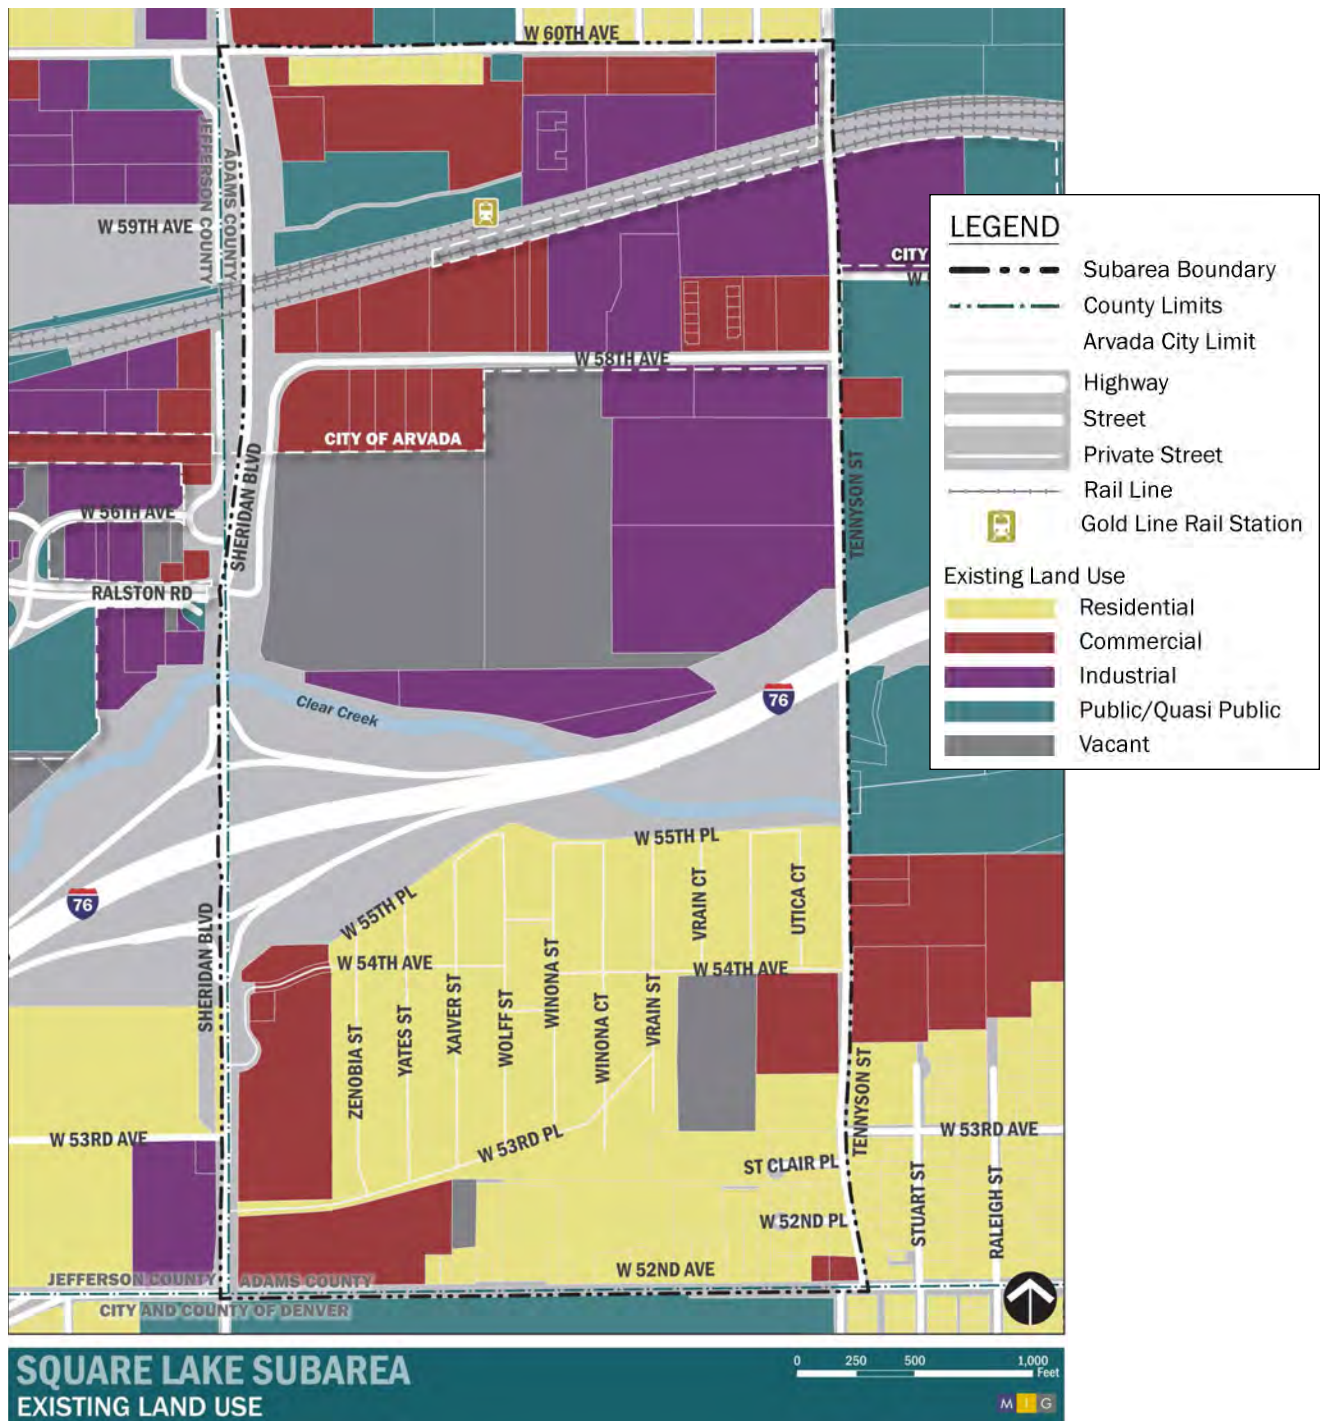 W 60TH AVE
JEFFERSON COUNTY
ADAMS COUNTY
W 59TH AVE
CITY
W
W 58TH AVE
CITY OF ARVADA
SHERIDAN BLVD
TENNYSON ST
W 56TH AVE
RALSTON RD
Clear Creek
76
W 55TH PL
76
W 55TH PL
VRAIN CT
UTICA CT
SHERIDAN BLVD
W 54TH AVE
W 54TH AVE
ZENOBIA ST
YATES ST
XAIVER ST
WOLFF ST
WINONA ST
WINONA CT
VRAIN ST
TENNYSON ST
W 53RD AVE
W 53RD PL
W 53RD AVE
ST CLAIR PL
STUART ST
RALEIGH ST
W 52ND PL
W 52ND AVE
JEFFERSON COUNTY
ADAMS COUNTY
CITY AND COUNTY OF DENVER
LEGEND
Subarea Boundary
County Limits
Arvada City Limit
Highway
Street
Private Street
Rail Line
Gold Line Rail Station
Existing Land Use
Residential
Commercial
Industrial
Public/Quasi Public
Vacant
SQUARE LAKE SUBAREA
EXISTING LAND USE
0 250 500 1,000
Feet
M I G